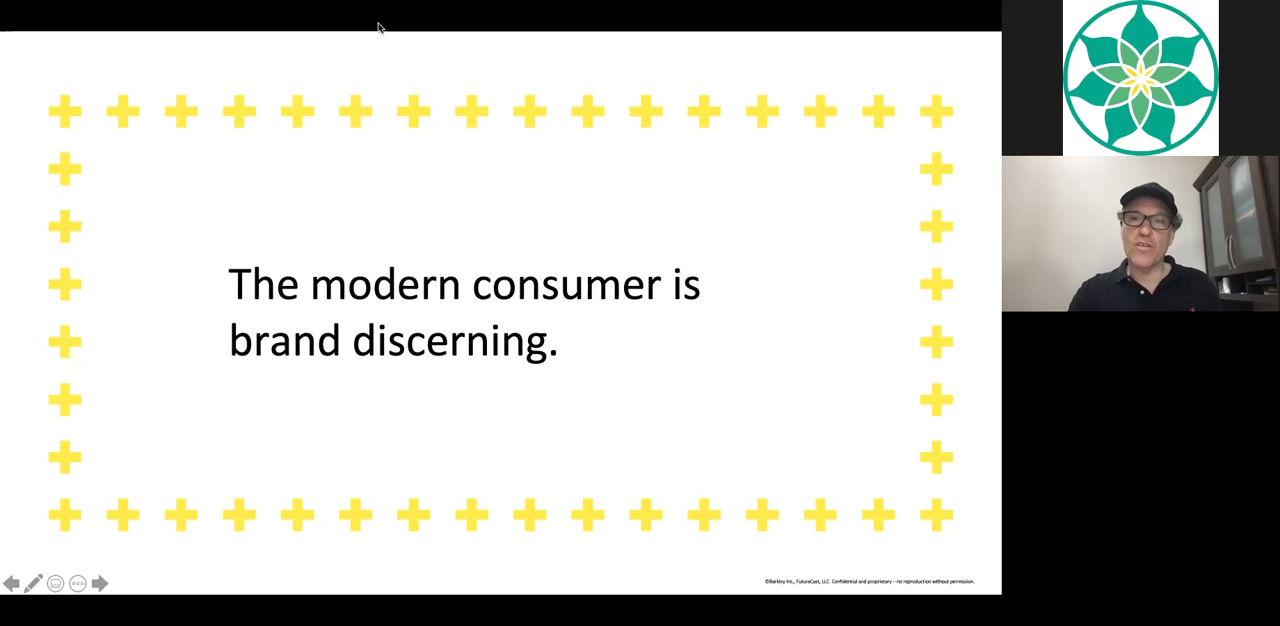 The modern consumer is
brand discerning.
©Barkley Inc., FutureCast, LLC. Confidential and proprietary – no reproduction without permission.